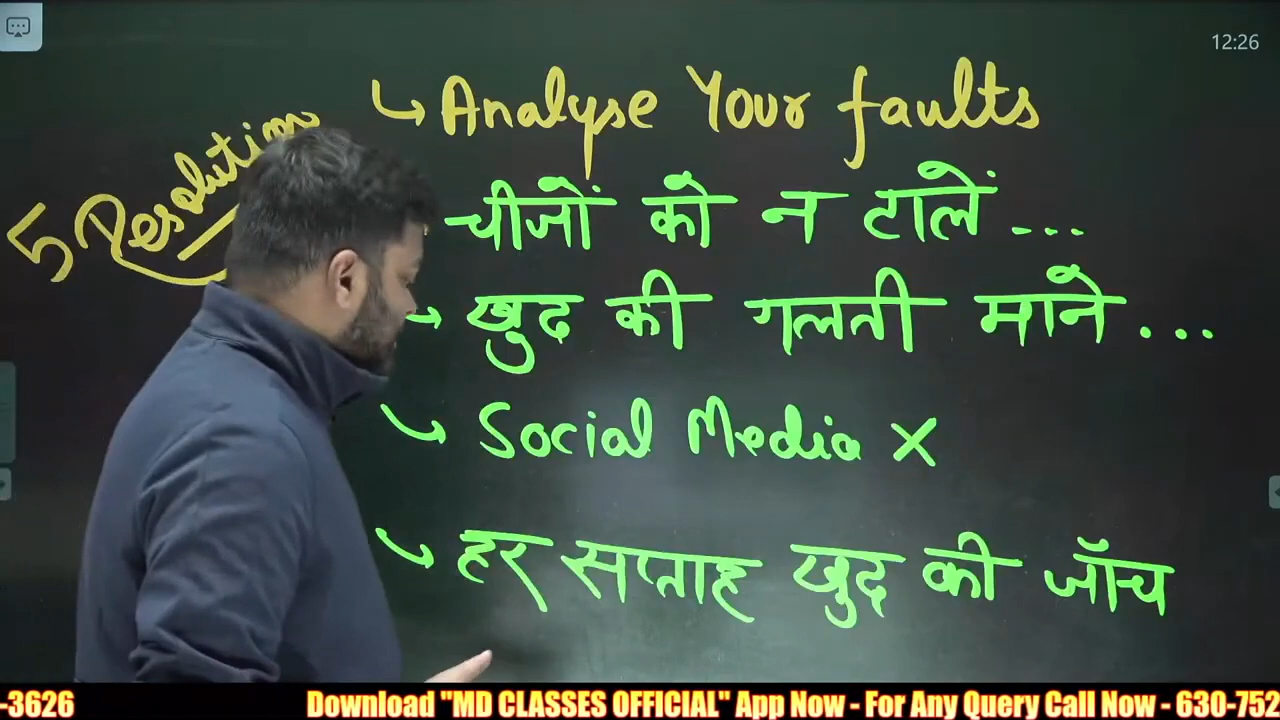 12:26
5 Resolution
Analyse Your faults
चीजों को न टालें ...
खुद की गलती माने ...
Social Media X
हर सप्ताह खुद की जॉच
-3626 Download "MD CLASSES OFFICIAL" App Now - For Any Query Call Now - 630-752